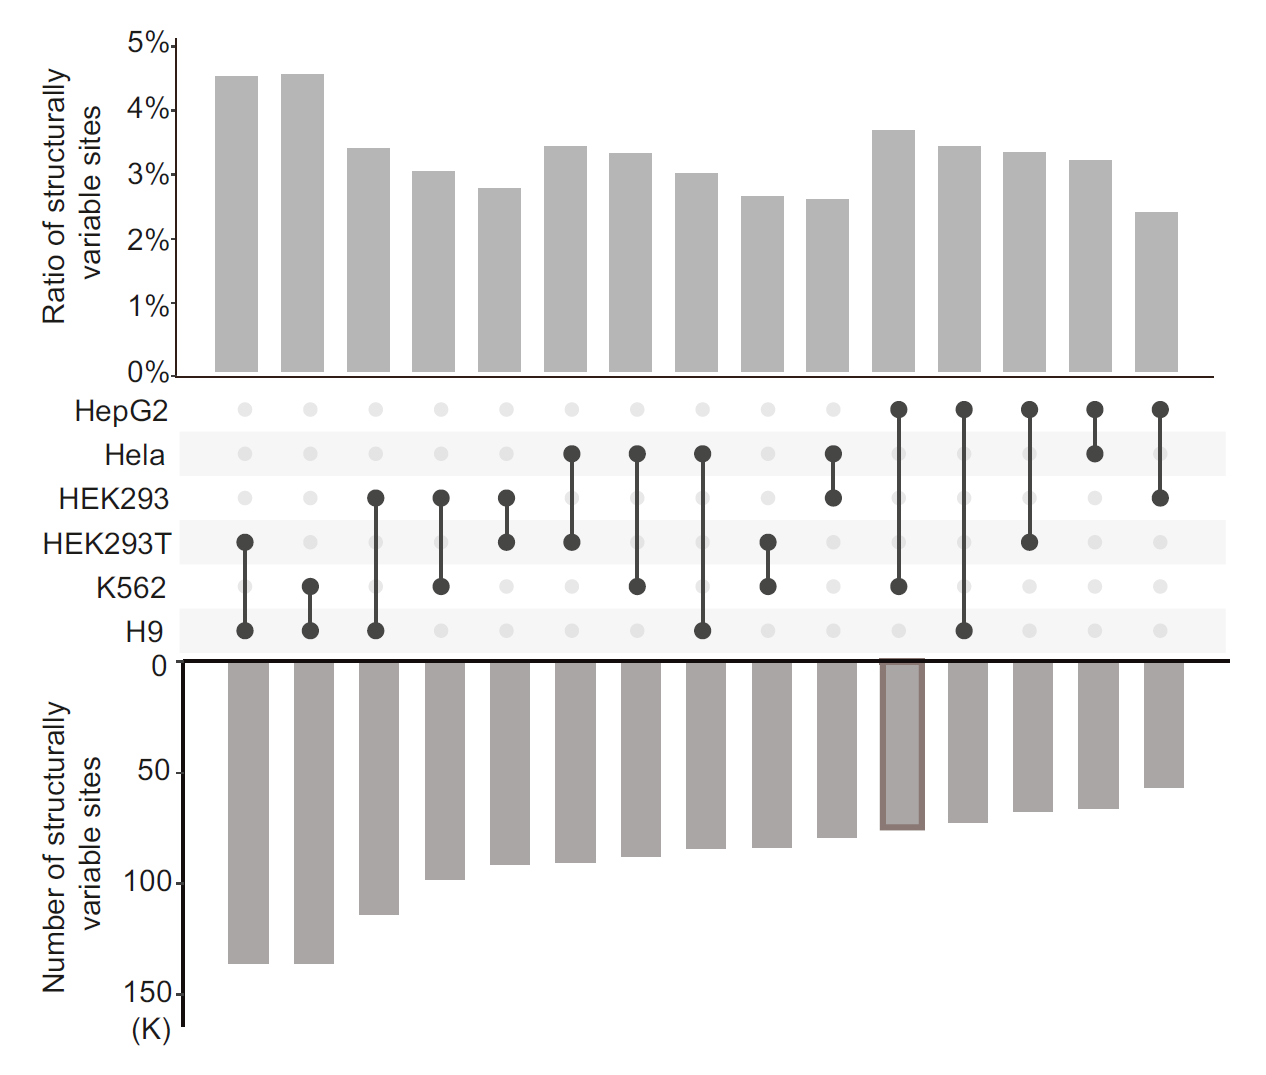 Ratio of structurally
variable sites
5%
4%
3%
2%
1%
0%
HepG2
Hela
HEK293
HEK293T
K562
H9
Number of structurally
variable sites
0
50
100
150
(K)